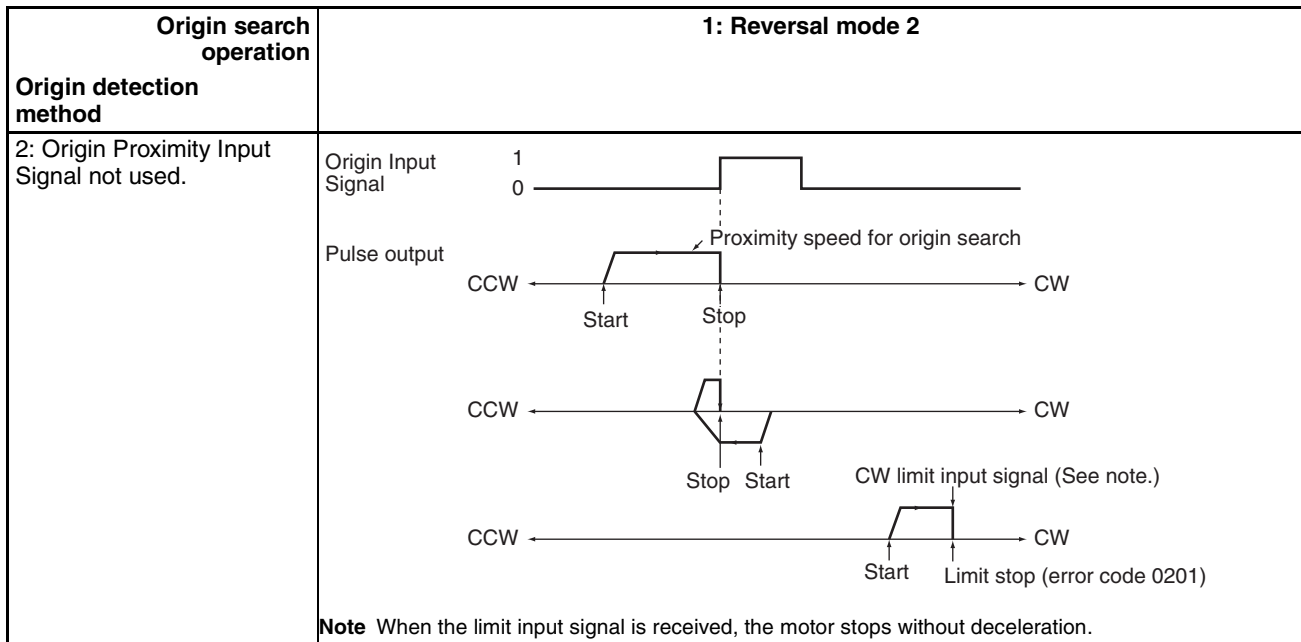 Origin search
operation
Origin detection
method
1: Reversal mode 2
2: Origin Proximity Input
Signal not used.
Origin Input
Signal
1
0
Pulse output
Proximity speed for origin search
CCW
CW
Start
Stop
CCW
CW
Stop
Start
CW limit input signal (See note.)
CCW
CW
Start
Limit stop (error code 0201)
Note When the limit input signal is received, the motor stops without deceleration.